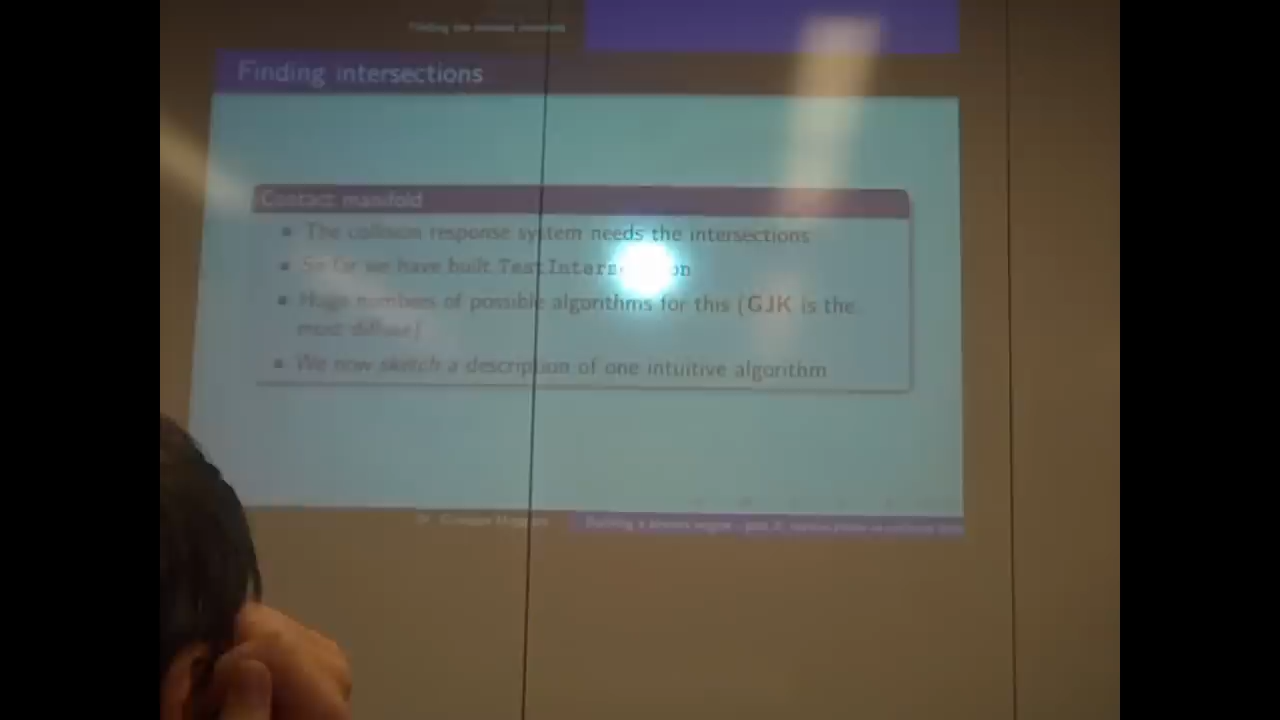 Finding intersections
Contact manifold
The collision response system needs the intersections
So far we have built
Huge numbers of possible algorithms for this (GJK is the
most diffuse)
We now sketch a description of one intuitive algorithm